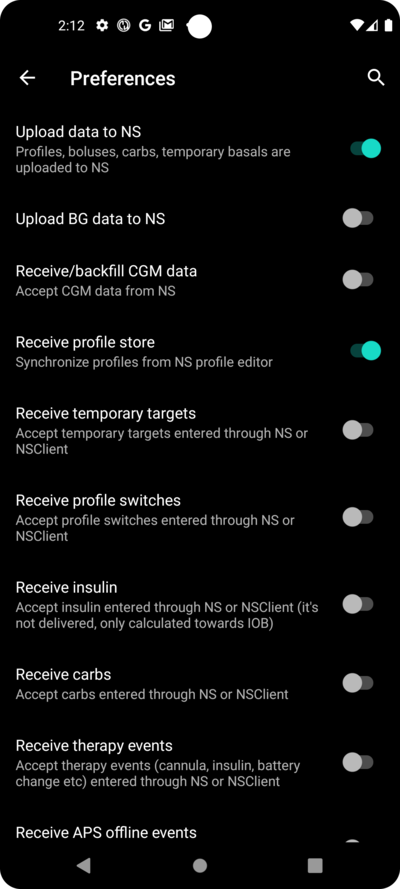 2:12
Preferences
Upload data to NS
Profiles, boluses, carbs, temporary basals are
uploaded to NS
Upload BG data to NS
Receive/backfill CGM data
Accept CGM data from NS
Receive profile store
Synchronize profiles from NS profile editor
Receive temporary targets
Accept temporary targets entered through NS or
NSClient
Receive profile switches
Accept profile switches entered through NS or
NSClient
Receive insulin
Accept insulin entered through NS or NSClient (it's
not delivered, only calculated towards IOB)
Receive carbs
Accept carbs entered through NS or NSClient
Receive therapy events
Accept therapy events (cannula, insulin, battery
change etc) entered through NS or NSClient
Receive APS offline events